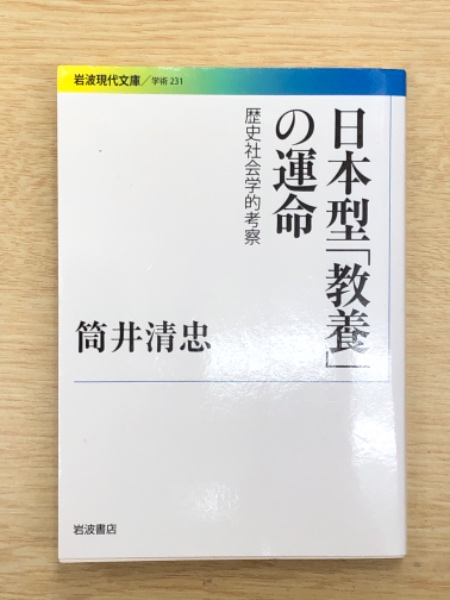 岩波現代文庫/学術 231
日本型「教養」
の運命
歴史社会学的考察
筒井清忠
岩波書店